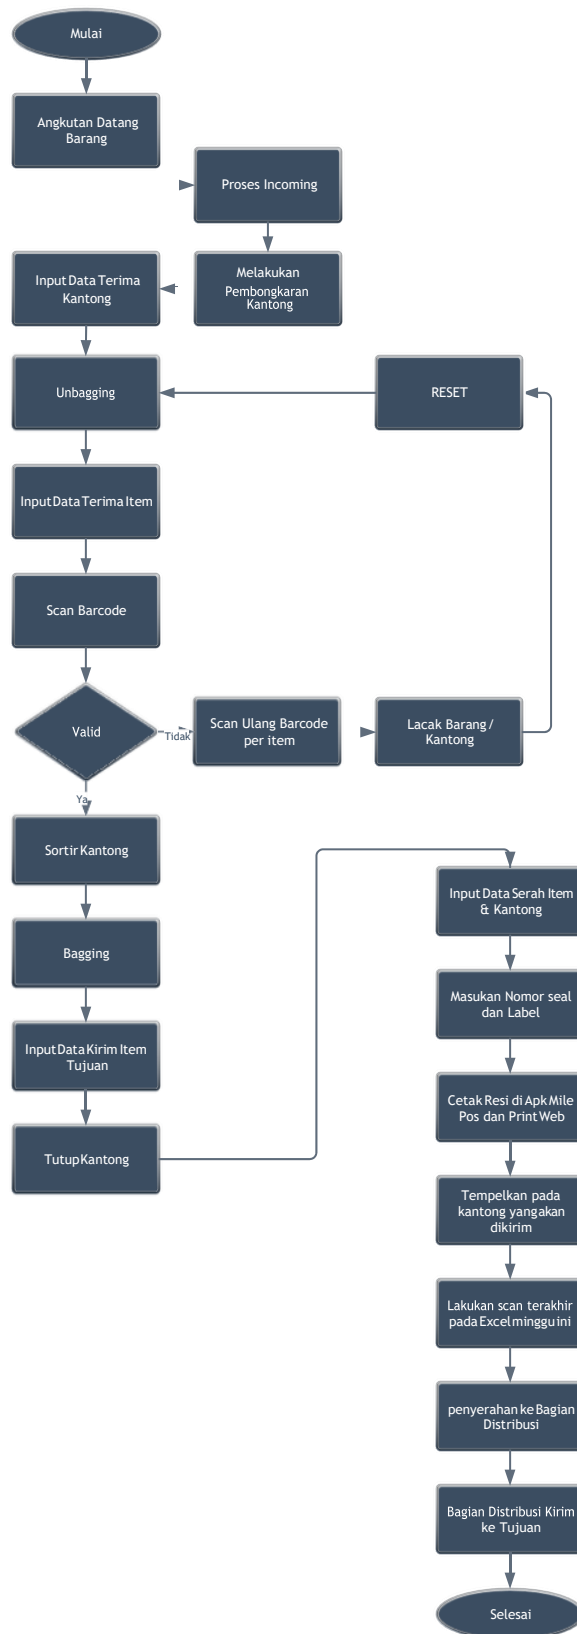 Mulai
Angkutan Datang
Barang
Proses Incoming
Melakukan
Pembongkaran
Kantong
Input Data Terima
Kantong
Unbagging
RESET
Input Data Terima Item
Scan Barcode
Valid
Tidak
Scan Ulang Barcode
per item
Lacak Barang /
Kantong
Ya
Sortir Kantong
Bagging
Input Data Kirim Item
Tujuan
Tutup Kantong
Input Data Serah Item
& Kantong
Masukan Nomor seal
dan Label
Cetak Resi di Apk Mile
Pos dan Print Web
Tempelkan pada
kantong yangakan
dikirim
Lakukan scan terakhir
pada Excel minggu ini
penyerahan ke Bagian
Distribusi
Bagian Distribusi Kirim
ke Tujuan
Selesai